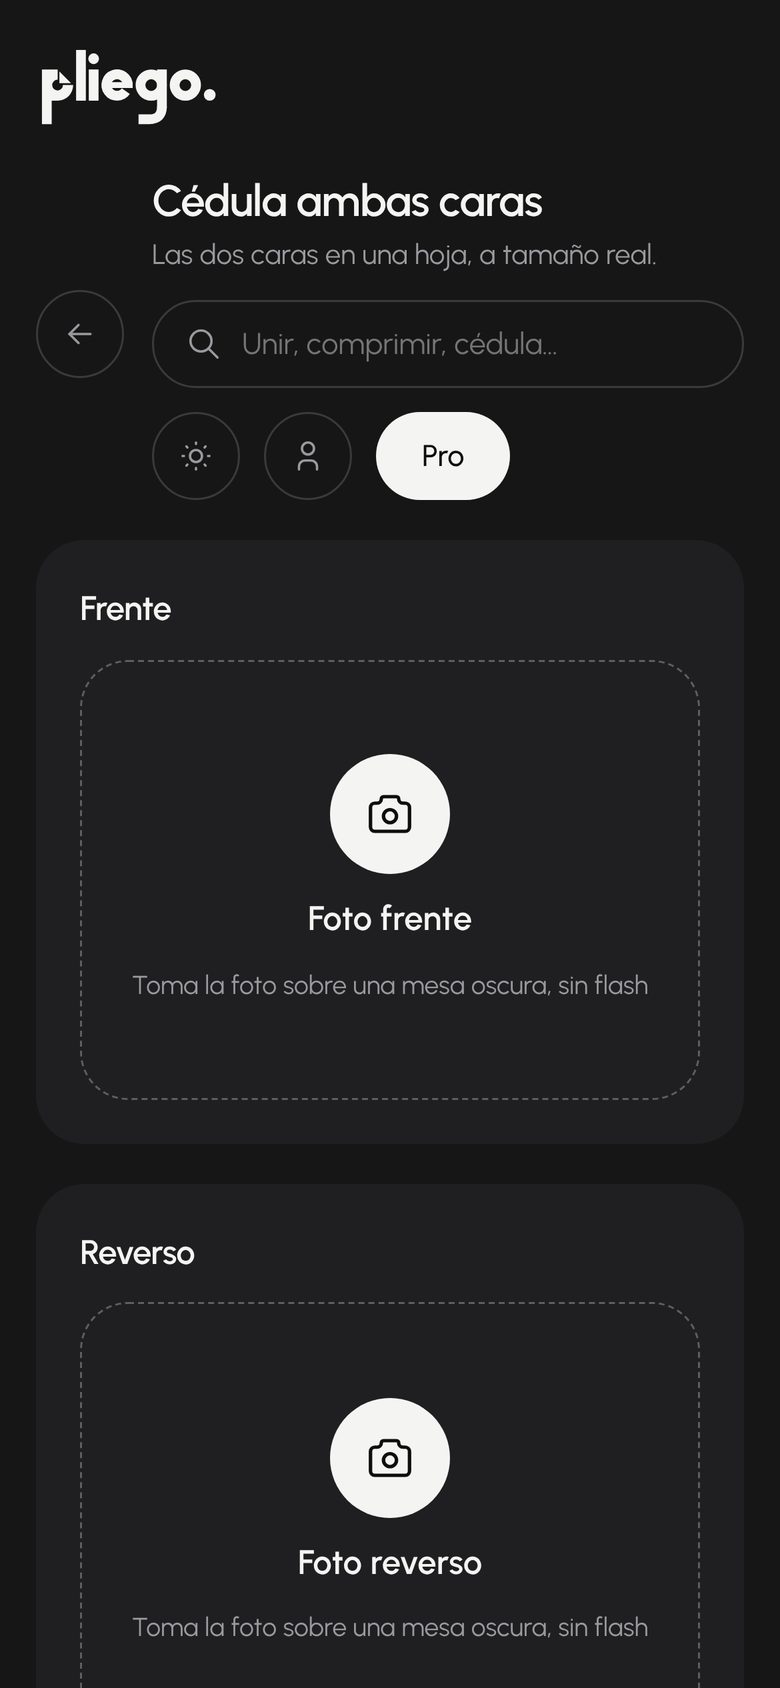 pliego.
Cédula ambas caras
Las dos caras en una hoja, a tamaño real.
Unir, comprimir, cédula...
Pro
Frente
Foto frente
Toma la foto sobre una mesa oscura, sin flash
Reverso
Foto reverso
Toma la foto sobre una mesa oscura, sin flash